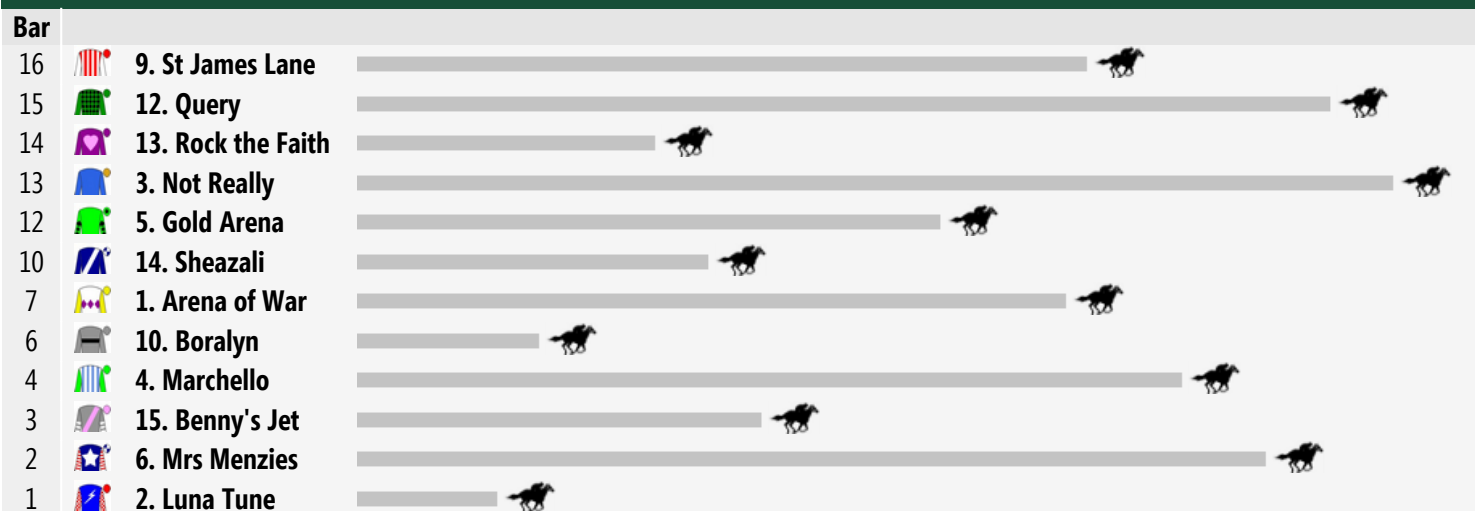 Bar
16 9. St James Lane
15 12. Query
14 13. Rock the Faith
13 3. Not Really
12 5. Gold Arena
10 14. Sheazali
7 1. Arena of War
6 10. Boralyn
4 4. Marchello
3 15. Benny's Jet
2 6. Mrs Menzies
1 2. Luna Tune